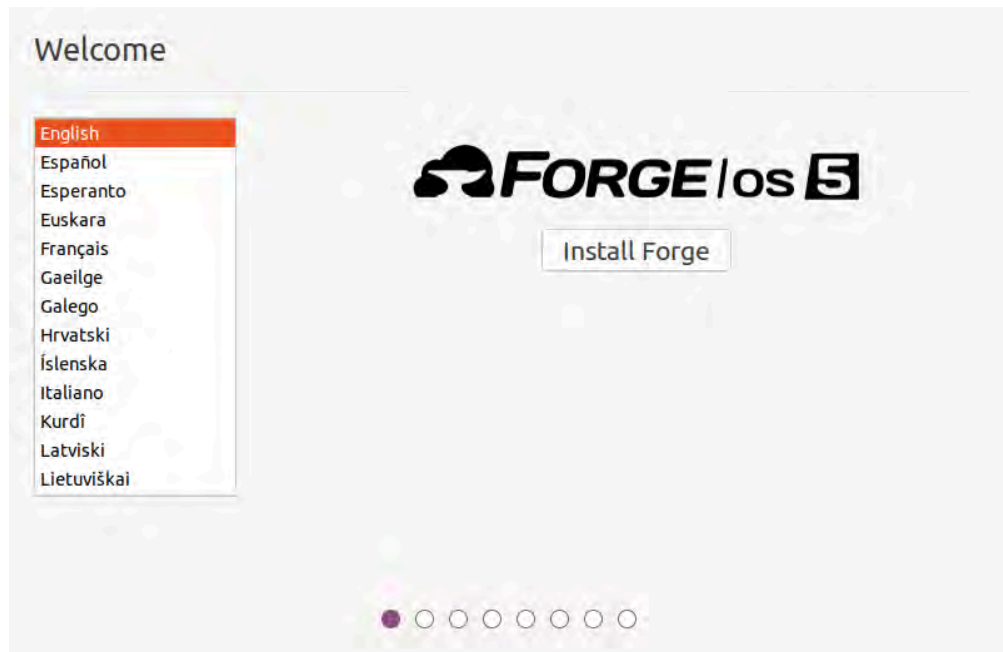 Welcome
English
Español
Esperanto
Euskara
Français
Gaeilge
Galego
Hrvatski
Íslenska
Italiano
Kurdî
Latviski
Lietuviškai
FORGE/os 5
Install Forge